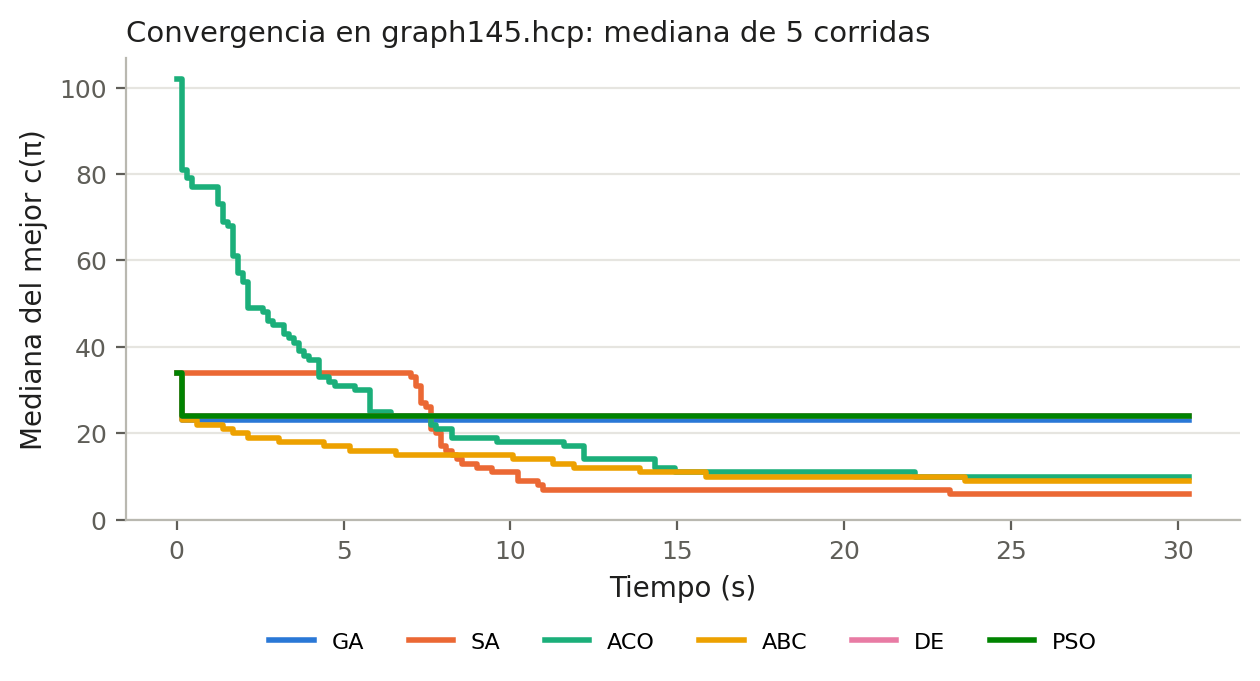 Convergencia en graph145.hcp: mediana de 5 corridas
Mediana del mejor c(π)
100
80
60
40
20
0
0 5 10 15 20 25 30
Tiempo (s)
GA SA ACO ABC DE PSO